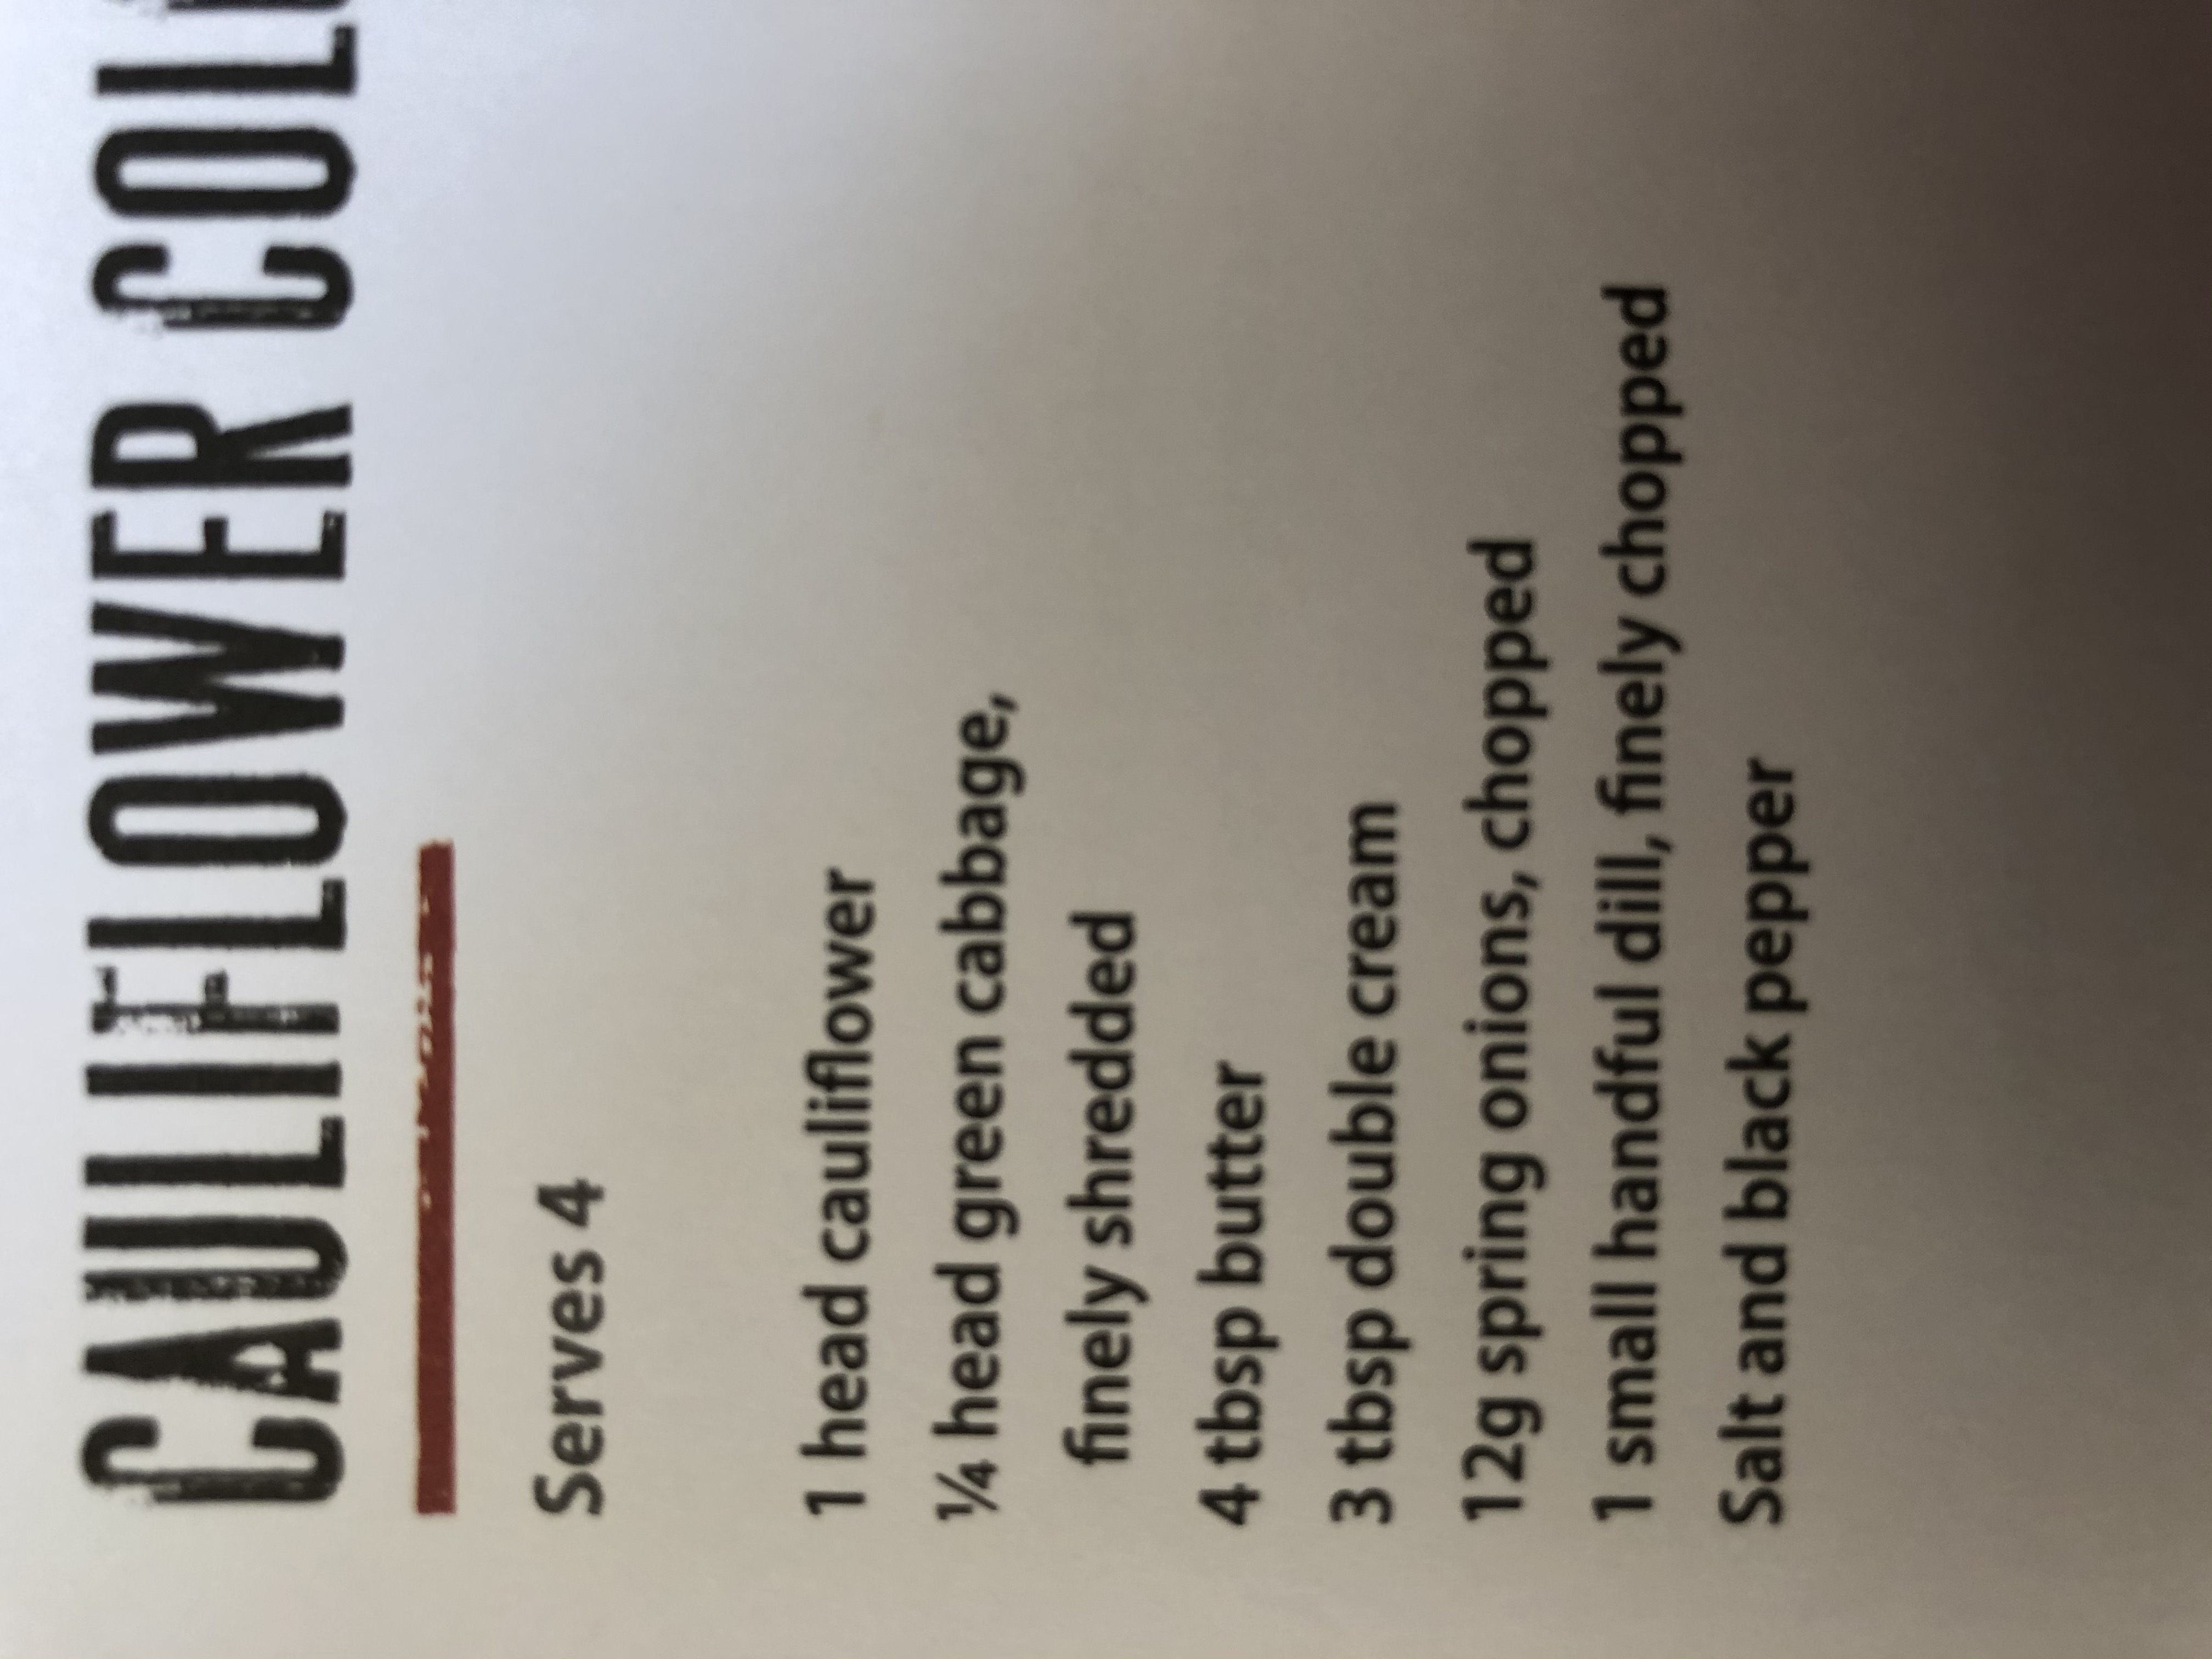 CAULIFLOWER COL
Serves 4
1 head cauliflower
¼ head green cabbage,
finely shredded
4 tbsp butter
3 tbsp double cream
12g spring onions, chopped
1 small handful dill, finely chopped
Salt and black pepper